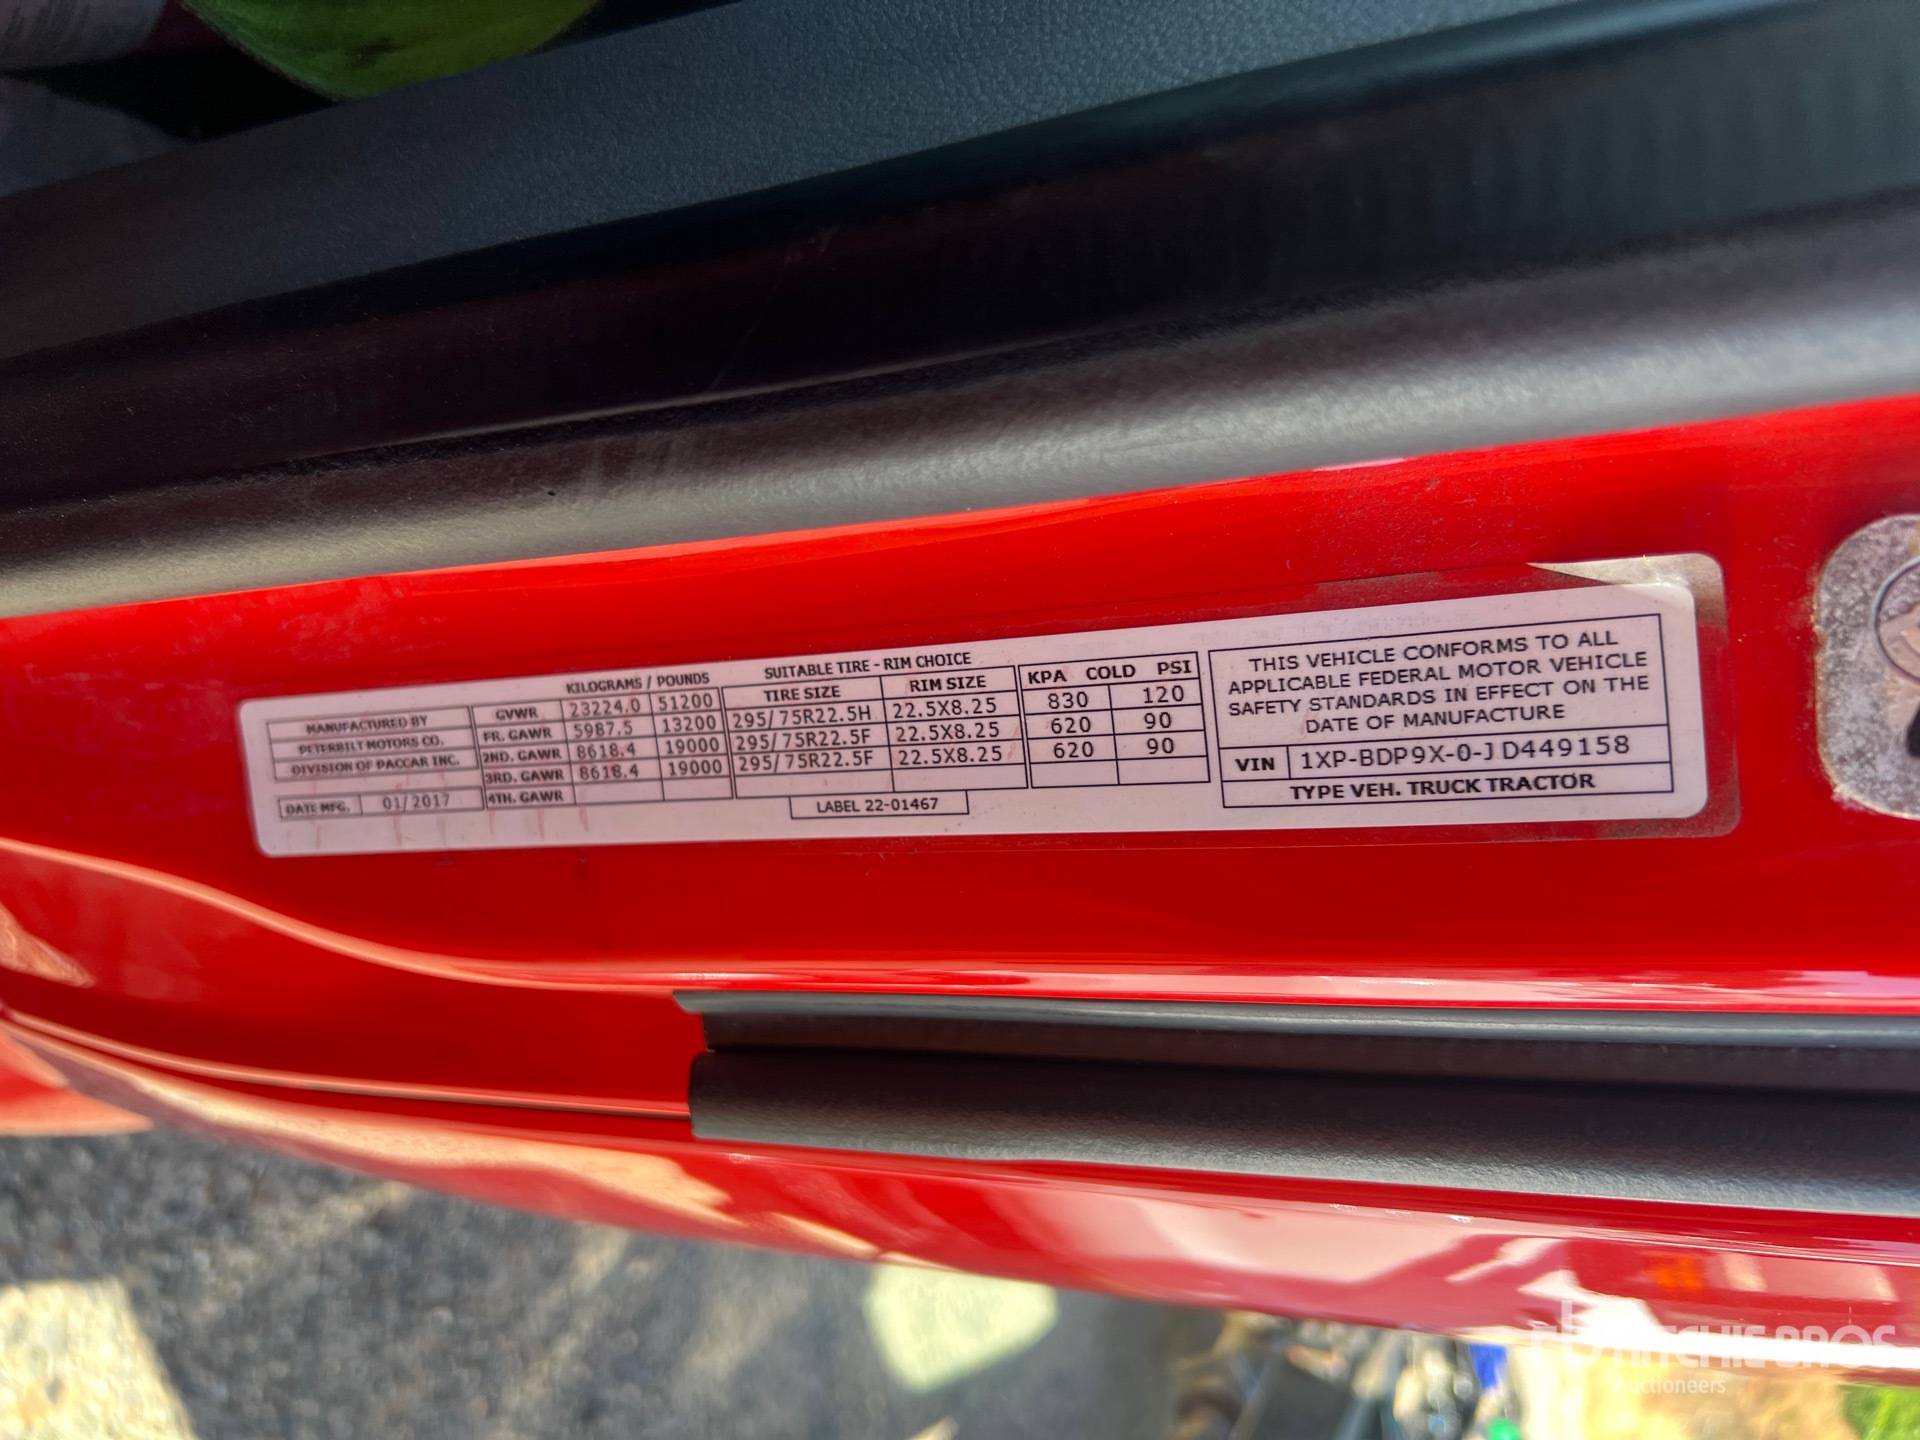 MANUFACTURED BY
PETERBILT MOTORS CO.
DIVISION OF PACCAR INC.
DATE MFG. 01/2017
KILOGRAMS / POUNDS
GVWR 23224.0 51200
FR. GAWR 5987.5 13200
2ND. GAWR 8618.4 19000
3RD. GAWR 8618.4 19000
4TH. GAWR
SUITABLE TIRE - RIM CHOICE
TIRE SIZE RIM SIZE
295/75R22.5H 22.5X8.25
295/75R22.5F 22.5X8.25
295/75R22.5F 22.5X8.25
LABEL 22-01467
KPA COLD PSI
830 120
620 90
620 90
THIS VEHICLE CONFORMS TO ALL
APPLICABLE FEDERAL MOTOR VEHICLE
SAFETY STANDARDS IN EFFECT ON THE
DATE OF MANUFACTURE
VIN 1XP-BDP9X-0-JD449158
TYPE VEH. TRUCK TRACTOR
RITCHIE BROS
Auctioneers